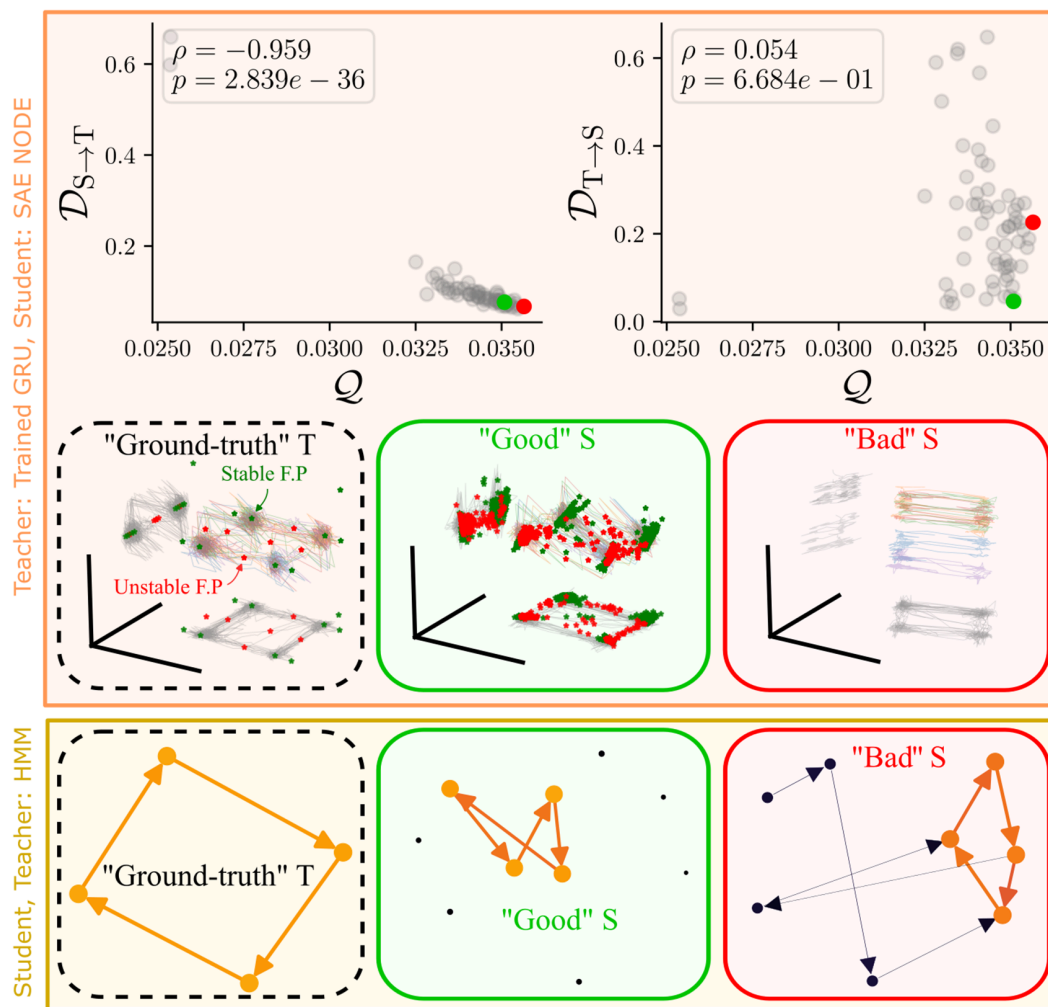 Teacher: Trained GRU, Student: SAE NODE
ρ = −0.959
p = 2.839e − 36
0.6
0.4
0.2
𝒟S→T
0.0250 0.0275 0.0300 0.0325 0.0350
𝒬
ρ = 0.054
p = 6.684e − 01
0.6
0.4
0.2
0.0
𝒟T→S
0.0250 0.0275 0.0300 0.0325 0.0350
𝒬
"Ground-truth" T
Stable F.P
Unstable F.P
"Good" S
"Bad" S
Student, Teacher: HMM
"Ground-truth" T
"Good" S
"Bad" S